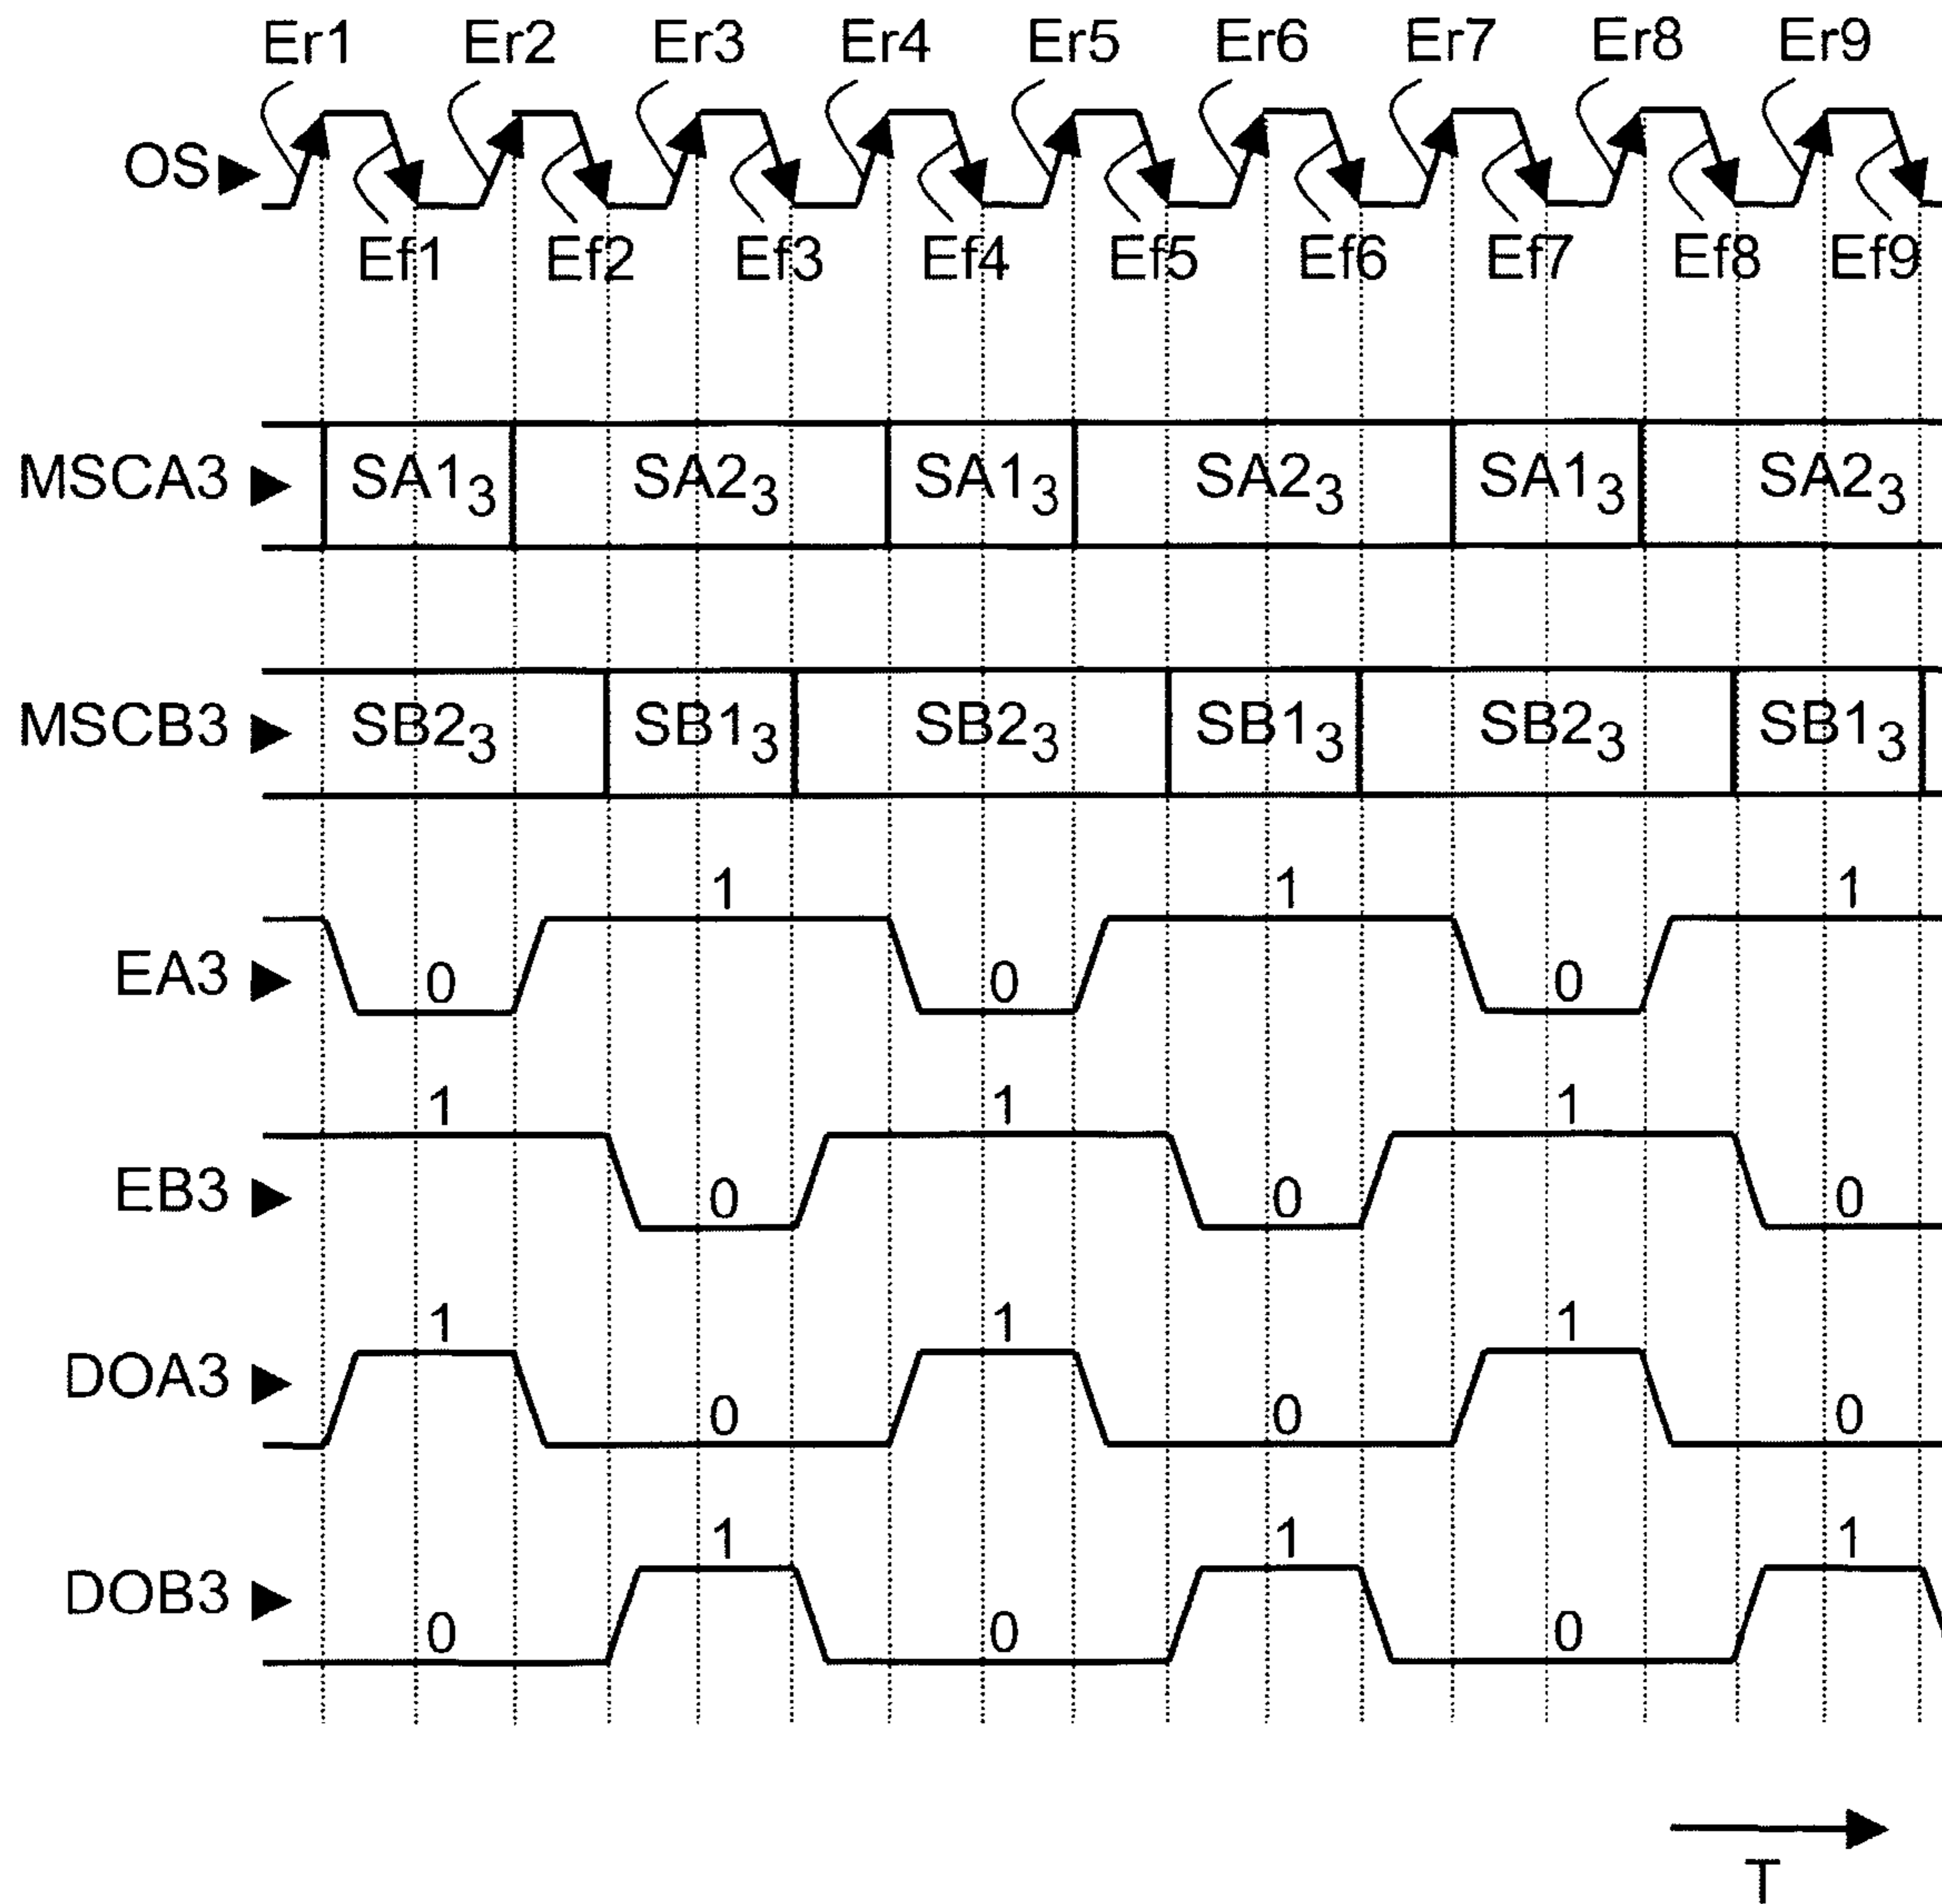 Er1 Er2 Er3 Er4 Er5 Er6 Er7 Er8 Er9
OS
Ef1 Ef2 Ef3 Ef4 Ef5 Ef6 Ef7 Ef8 Ef9
MSCA3 SA1₃ SA2₃ SA1₃ SA2₃ SA1₃ SA2₃
MSCB3 SB2₃ SB1₃ SB2₃ SB1₃ SB2₃ SB1₃
1 1 1
EA3 0 0 0
1 1 1
EB3 0 0 0
1 1 1
DOA3 0 0 0
1 1 1
DOB3 0 0 0
T